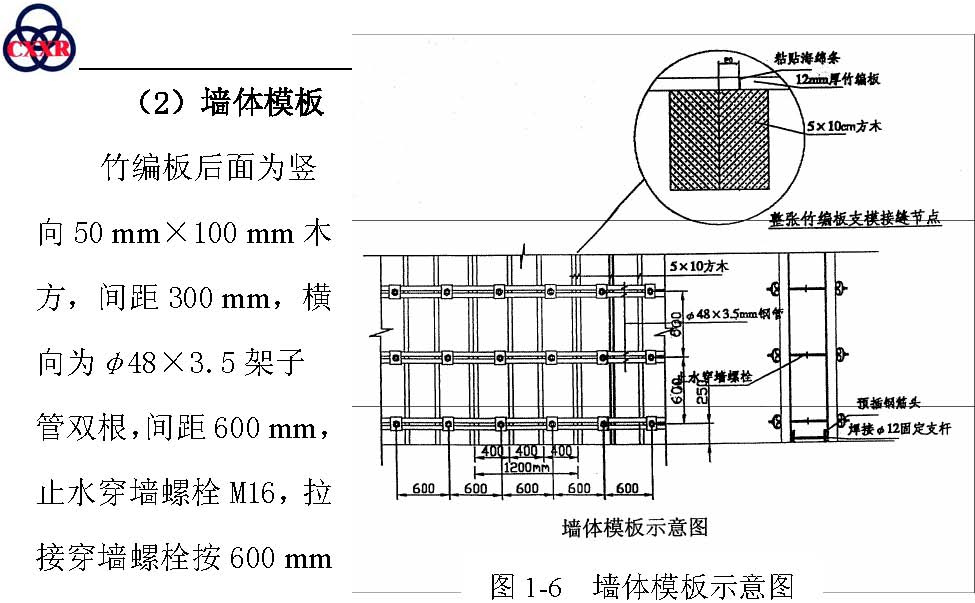 CXXR
（2）墙体模板
竹编板后面为竖
向 50 mm×100 mm 木
方，间距 300 mm，横
向为 φ48×3.5 架子
管双根，间距 600 mm，
止水穿墙螺栓 M16，拉
接穿墙螺栓按 600 mm
粘贴海绵条
12mm厚竹编板
5×10cm方木
整张竹编板支模接缝节点
5×10方木
φ48×3.5mm钢管
600
止水穿墙螺栓
600
250
预插钢筋头
焊接φ12固定支杆
400 400 400
1200mm
600 600 600 600 600
墙体模板示意图
图 1-6 墙体模板示意图